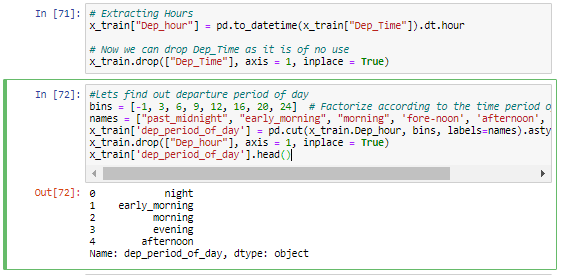 In [71]:
# Extracting Hours
x_train["Dep_hour"] = pd.to_datetime(x_train["Dep_Time"]).dt.hour
# Now we can drop Dep_Time as it is of no use
x_train.drop(["Dep_Time"], axis = 1, inplace = True)
In [72]:
#Lets find out departure period of day
bins = [-1, 3, 6, 9, 12, 16, 20, 24]  # Factorize according to the time period o
names = ["past_midnight", "early_morning", "morning", 'fore-noon', 'afternoon',
x_train['dep_period_of_day'] = pd.cut(x_train.Dep_hour, bins, labels=names).asty
x_train.drop(["Dep_hour"], axis = 1, inplace = True)
x_train['dep_period_of_day'].head()
Out[72]:
0 night
1 early_morning
2 morning
3 evening
4 afternoon
Name: dep_period_of_day, dtype: object